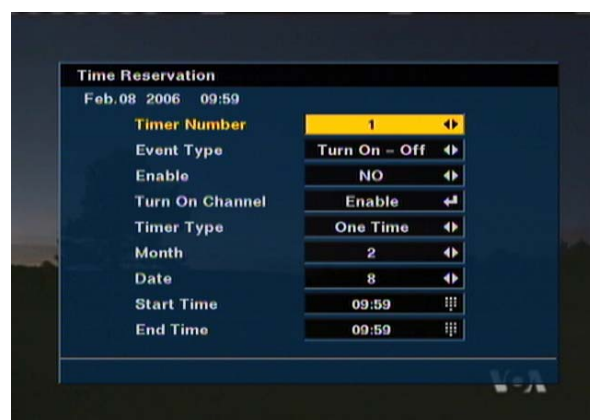 Time Reservation
Feb.08 2006 09:59
Timer Number 1
Event Type Turn On - Off
Enable NO
Turn On Channel Enable
Timer Type One Time
Month 2
Date 8
Start Time 09:59
End Time 09:59
VOA